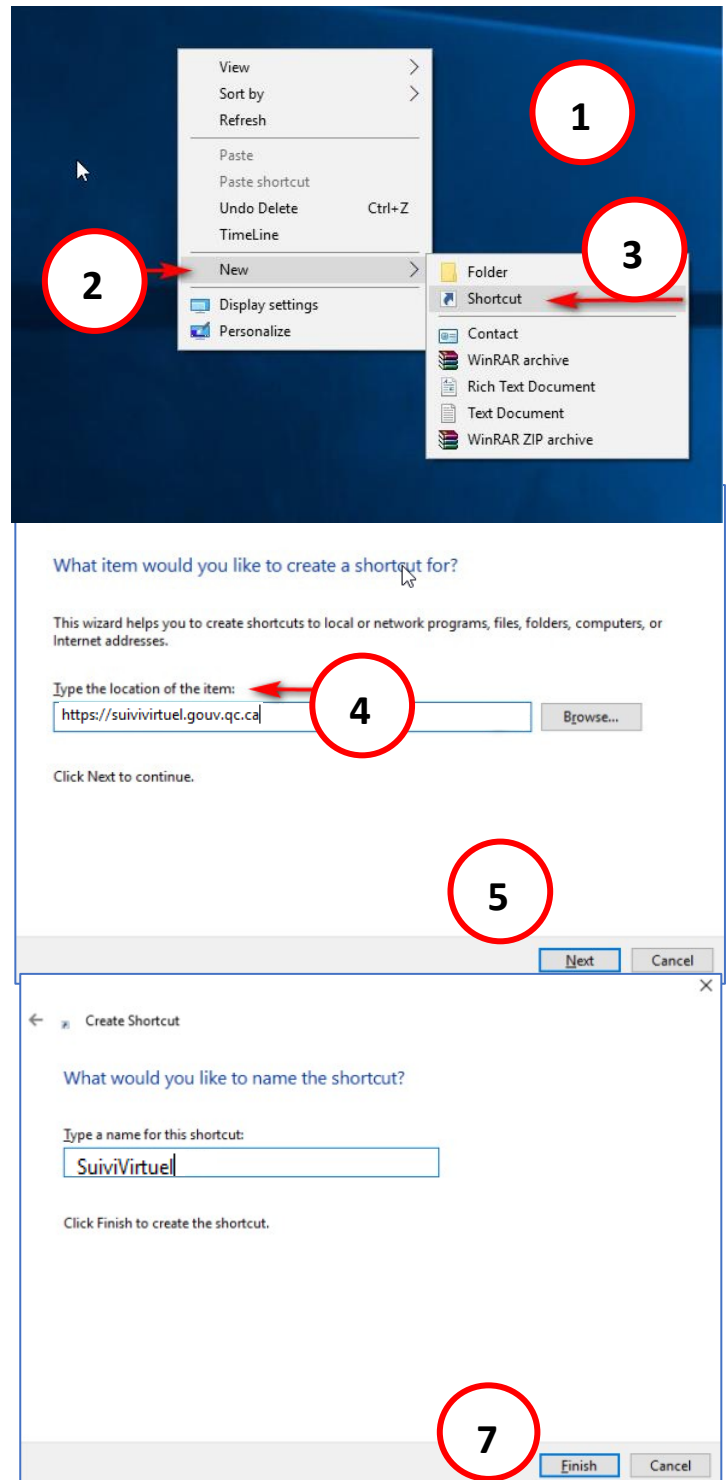 View
Sort by
Refresh
1
Paste
Paste shortcut
Undo Delete Ctrl+Z
TimeLine
2
New
3
Folder
Shortcut
Display settings
Personalize
Contact
WinRAR archive
Rich Text Document
Text Document
WinRAR ZIP archive
What item would you like to create a shortcut for?
This wizard helps you to create shortcuts to local or network programs, files, folders, computers, or
Internet addresses.
Type the location of the item:
4
https://suivivirtuel.gouv.qc.ca
Browse...
Click Next to continue.
5
Next Cancel
Create Shortcut
What would you like to name the shortcut?
Type a name for this shortcut:
SuiviVirtuel
Click Finish to create the shortcut.
7
Finish Cancel